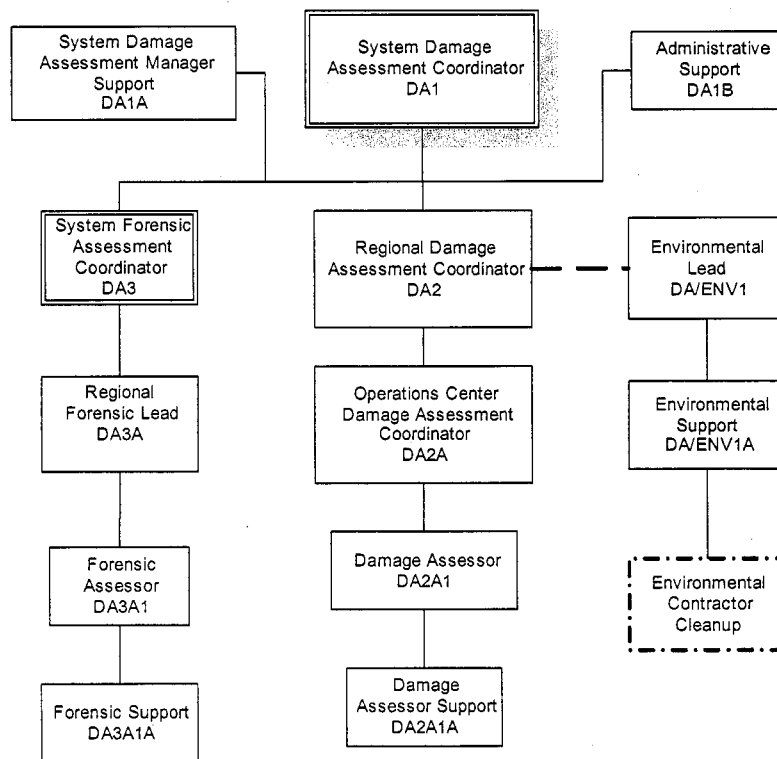 System Damage
Assessment Manager
Support
DA1A
System Damage
Assessment Coordinator
DA1
Administrative
Support
DA1B
System Forensic
Assessment
Coordinator
DA3
Regional Damage
Assessment Coordinator
DA2
Environmental
Lead
DA/ENV1
Regional
Forensic Lead
DA3A
Operations Center
Damage Assessment
Coordinator
DA2A
Environmental
Support
DA/ENV1A
Forensic
Assessor
DA3A1
Damage Assessor
DA2A1
Environmental
Contractor
Cleanup
Forensic Support
DA3A1A
Damage
Assessor Support
DA2A1A